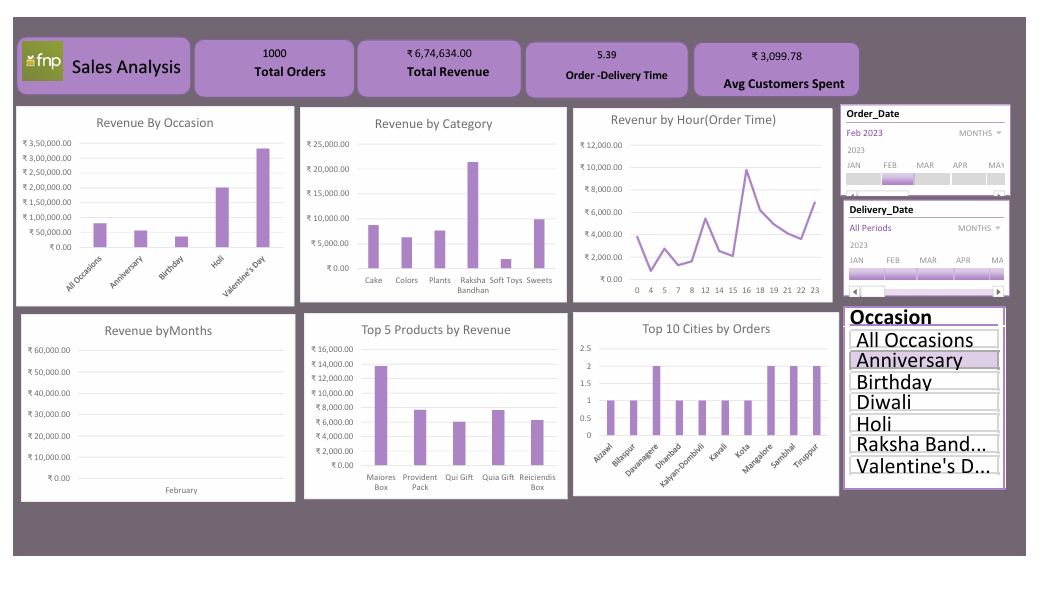 fnp
Sales Analysis
1000
Total Orders
₹ 6,74,634.00
Total Revenue
5.39
Order -Delivery Time
₹ 3,099.78
Avg Customers Spent
Revenue By Occasion
₹ 3,50,000.00
₹ 3,00,000.00
₹ 2,50,000.00
₹ 2,00,000.00
₹ 1,50,000.00
₹ 1,00,000.00
₹ 50,000.00
₹ 0.00
All Occasions
Anniversary
Birthday
Holi
Valentine's Day
Revenue by Category
₹ 25,000.00
₹ 20,000.00
₹ 15,000.00
₹ 10,000.00
₹ 5,000.00
₹ 0.00
Cake Colors Plants Raksha Soft Toys Sweets
Bandhan
Revenur by Hour(Order Time)
₹ 12,000.00
₹ 10,000.00
₹ 8,000.00
₹ 6,000.00
₹ 4,000.00
₹ 2,000.00
₹ 0.00
0 4 5 7 8 12 14 15 16 18 19 21 22 23
Order_Date
Feb 2023 MONTHS
2023
JAN FEB MAR APR MAY
Delivery_Date
All Periods MONTHS
2023
JAN FEB MAR APR MA
Revenue byMonths
₹ 60,000.00
₹ 50,000.00
₹ 40,000.00
₹ 30,000.00
₹ 20,000.00
₹ 10,000.00
₹ 0.00
February
Top 5 Products by Revenue
₹ 16,000.00
₹ 14,000.00
₹ 12,000.00
₹ 10,000.00
₹ 8,000.00
₹ 6,000.00
₹ 4,000.00
₹ 2,000.00
₹ 0.00
Maiores Provident Qui Gift Quia Gift Reiciendis
Box Pack Box
Top 10 Cities by Orders
2.5
2
1.5
1
0.5
0
Aizawl
Bilaspur
Davanagere
Dhanbad
Kalyan-Dombivli
Kavali
Kota
Mangalore
Sambhal
Tiruppur
Occasion
All Occasions
Anniversary
Birthday
Diwali
Holi
Raksha Band...
Valentine's D...